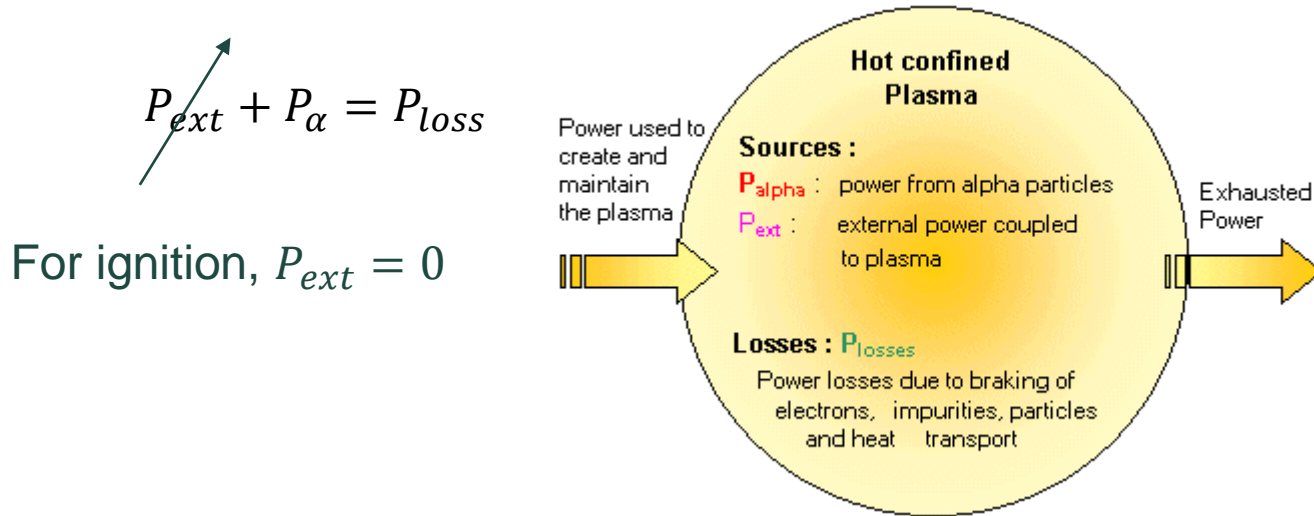 P_ext + P_α = P_loss
For ignition, P_ext = 0
Power used to
create and
maintain
the plasma
Hot confined
Plasma
Sources :
P_alpha : power from alpha particles
P_ext : external power coupled
to plasma
Losses : P_losses
Power losses due to braking of
electrons, impurities, particles
and heat transport
Exhausted
Power